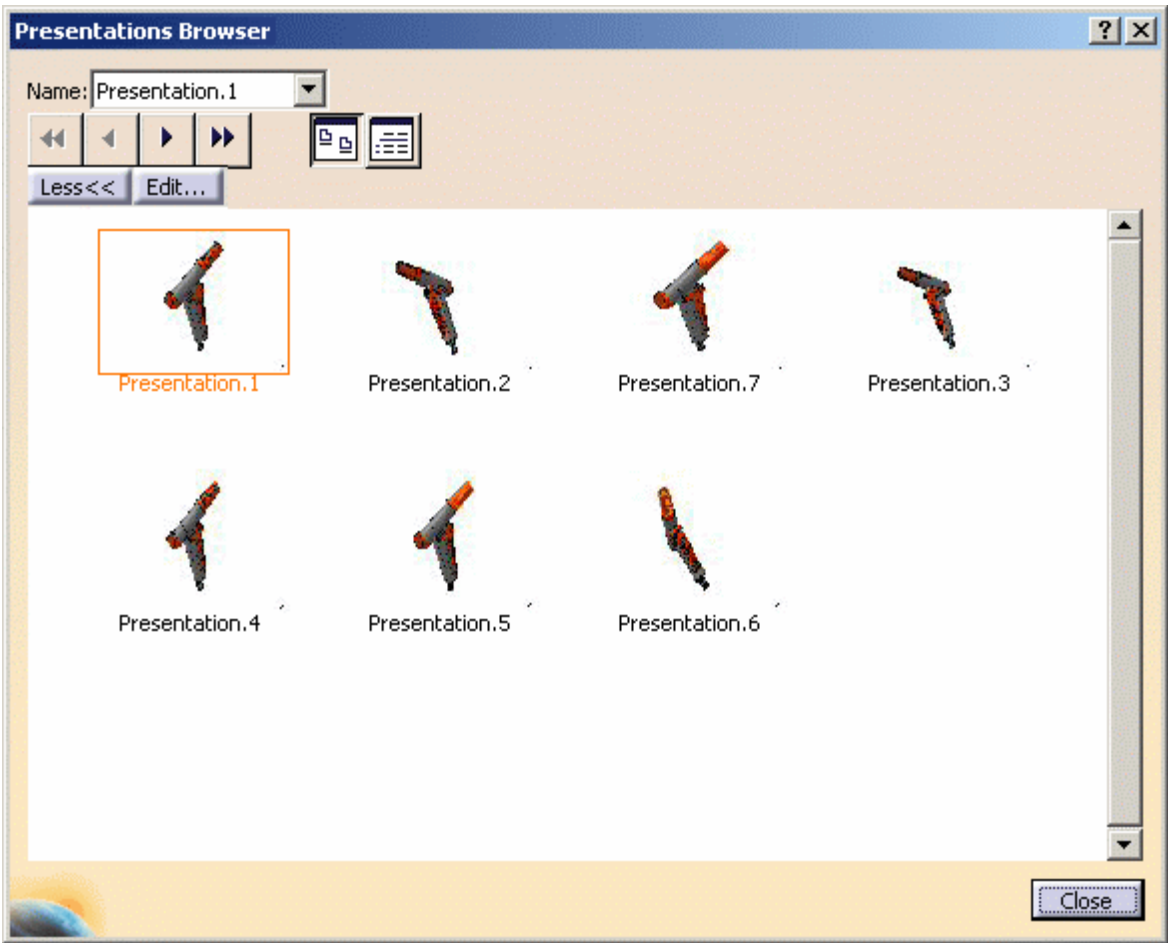 Presentations Browser
Name: Presentation.1
Less<< Edit...
Presentation.1 Presentation.2 Presentation.7 Presentation.3
Presentation.4 Presentation.5 Presentation.6
Close